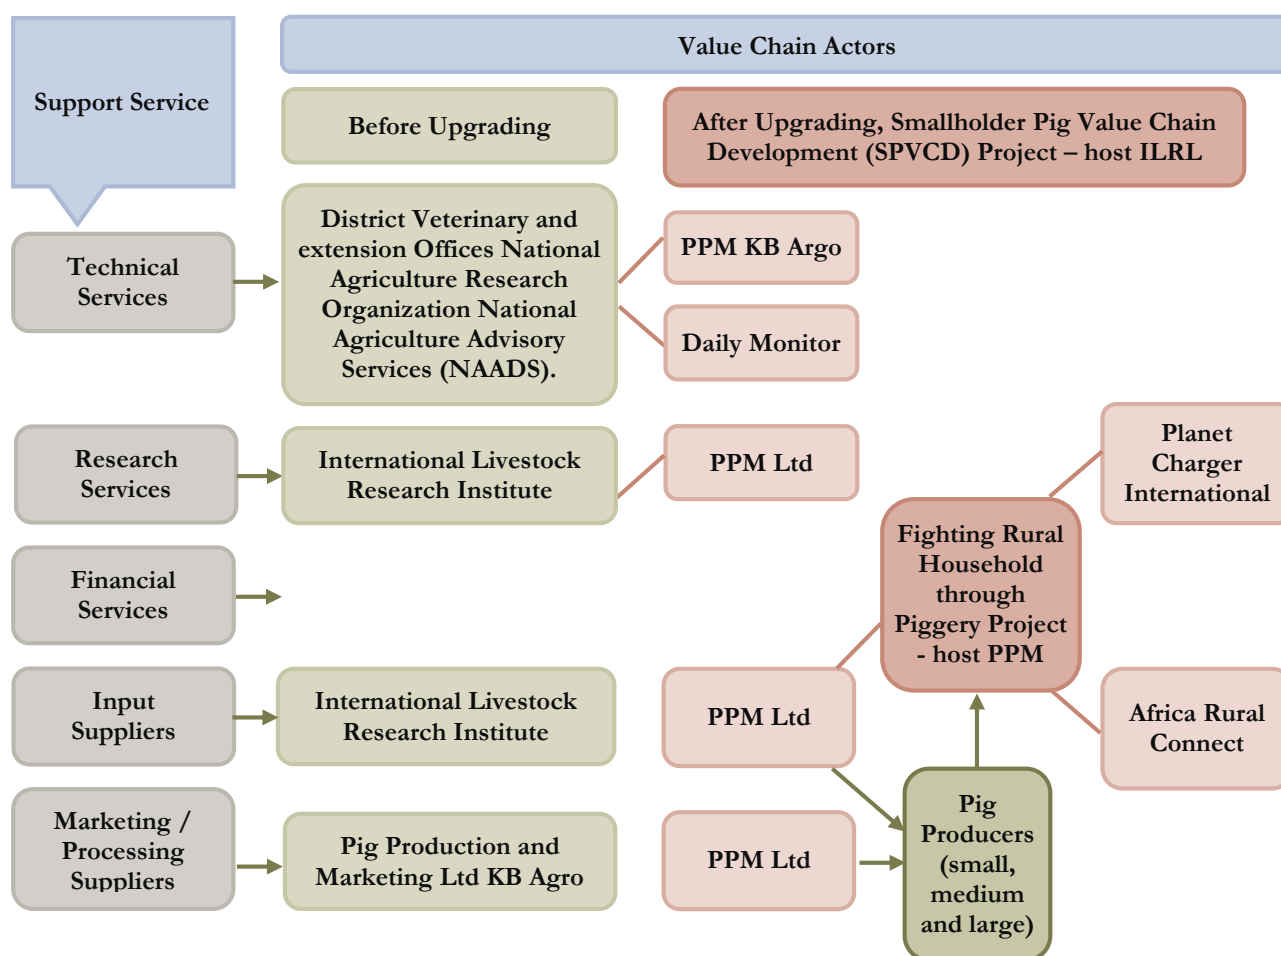 Value Chain Actors
Support Service
Before Upgrading
After Upgrading, Smallholder Pig Value Chain
Development (SPVCD) Project – host ILRL
Technical
Services
District Veterinary and
extension Offices National
Agriculture Research
Organization National
Agriculture Advisory
Services (NAADS).
PPM KB Argo
Daily Monitor
Research
Services
International Livestock
Research Institute
PPM Ltd
Planet
Charger
International
Fighting Rural
Household
through
Piggery Project
- host PPM
Financial
Services
Input
Suppliers
International Livestock
Research Institute
PPM Ltd
Africa Rural
Connect
Marketing /
Processing
Suppliers
Pig Production and
Marketing Ltd KB Agro
PPM Ltd
Pig
Producers
(small,
medium
and large)